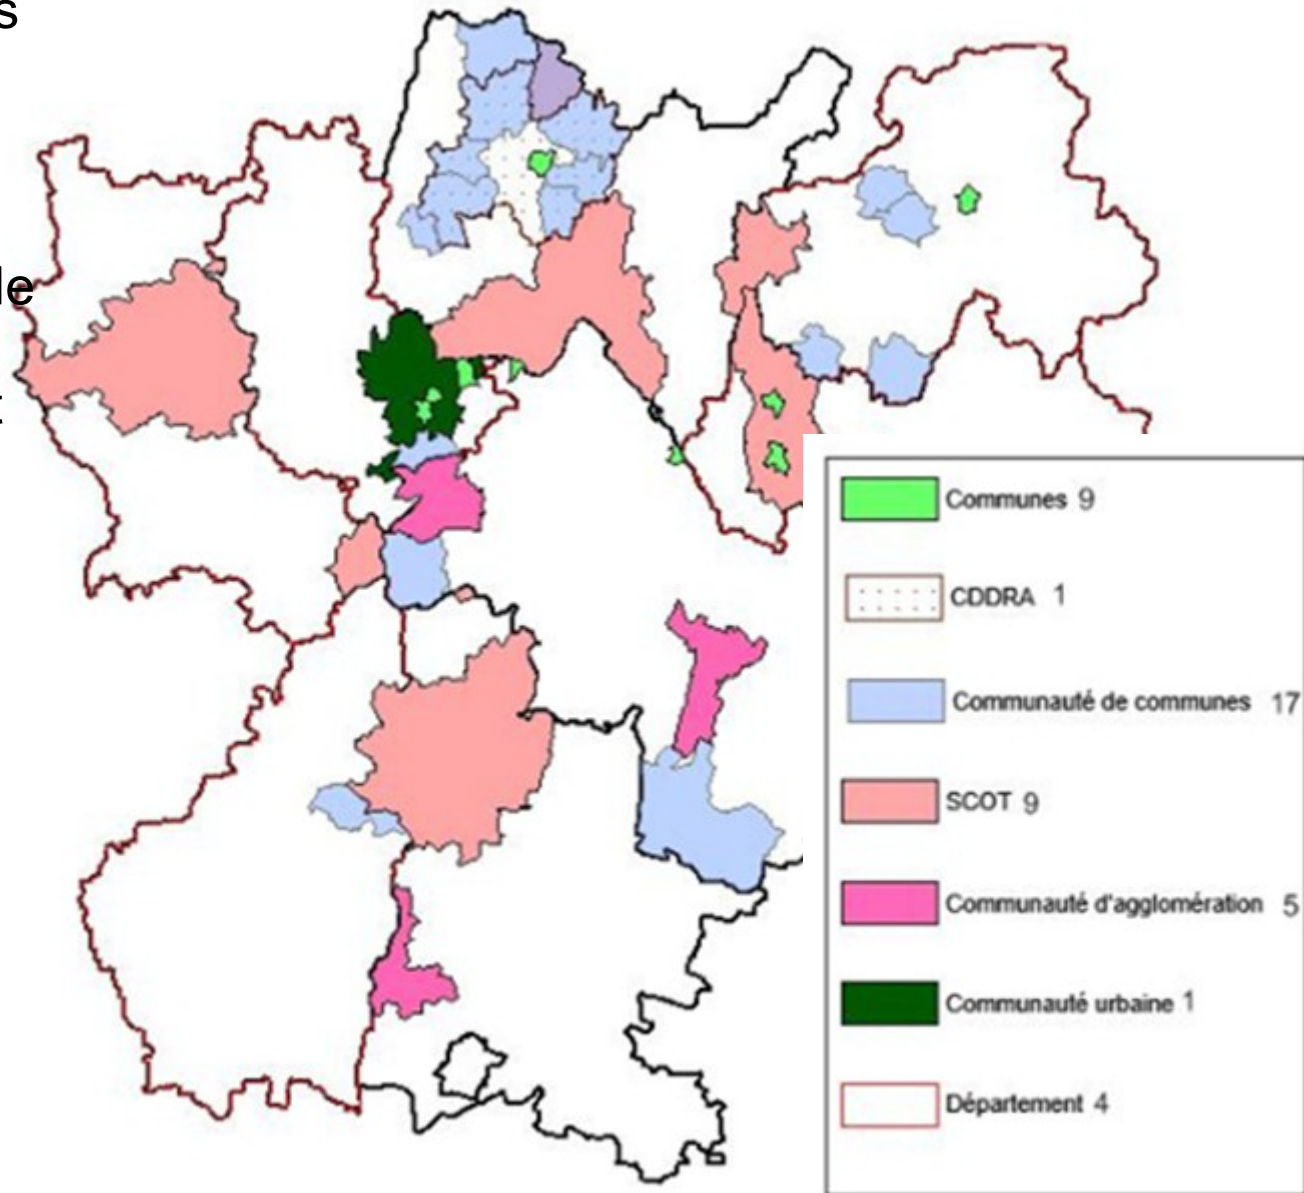 s
le
t
Communes 9
CDDRA 1
Communauté de communes 17
SCOT 9
Communauté d'agglomération 5
Communauté urbaine 1
Département 4